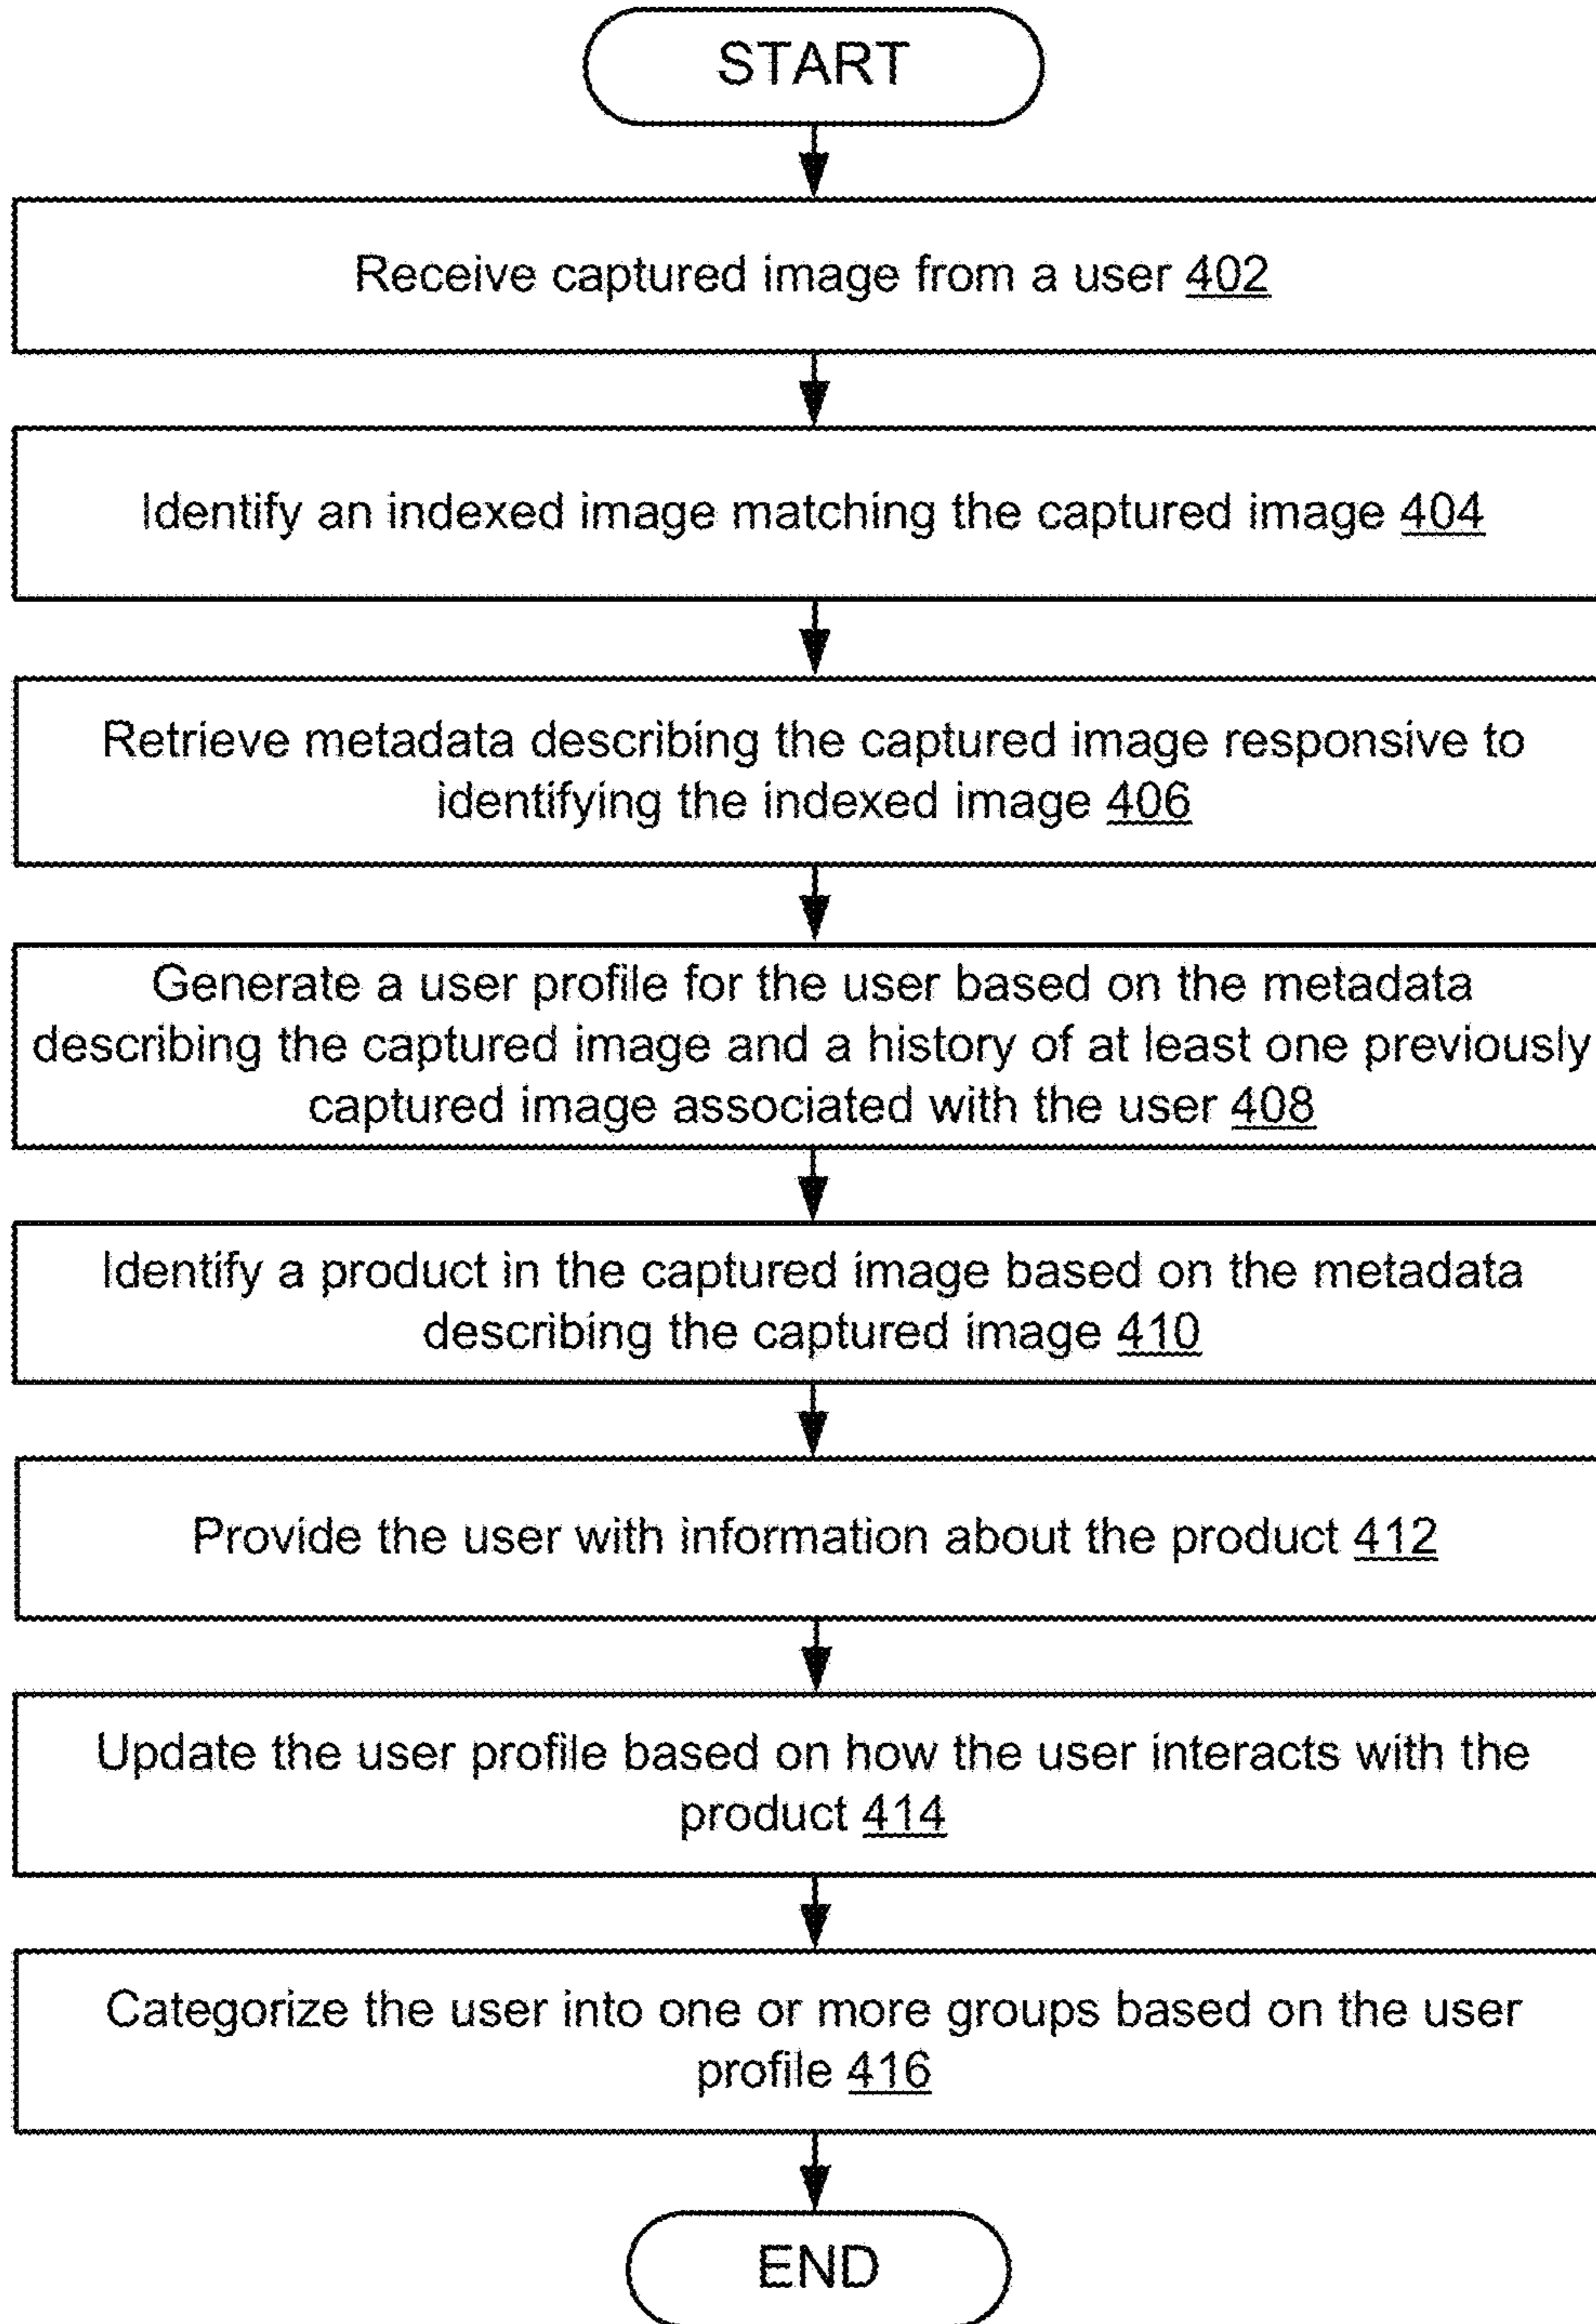 START
Receive captured image from a user 402
Identify an indexed image matching the captured image 404
Retrieve metadata describing the captured image responsive to
identifying the indexed image 406
Generate a user profile for the user based on the metadata
describing the captured image and a history of at least one previously
captured image associated with the user 408
Identify a product in the captured image based on the metadata
describing the captured image 410
Provide the user with information about the product 412
Update the user profile based on how the user interacts with the
product 414
Categorize the user into one or more groups based on the user
profile 416
END